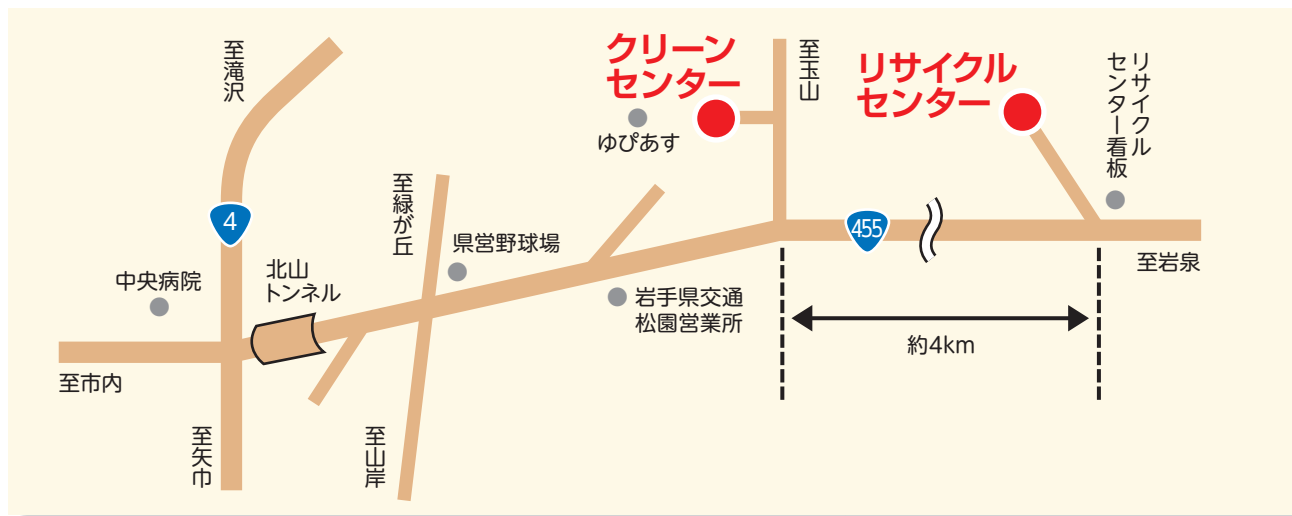 至滝沢
クリーン
センター
至玉山
リサイクル
センター
リサイクル
センター看板
ゆぴあす
至緑が丘
4
455
県営野球場
至岩泉
中央病院
北山
トンネル
岩手県交通
松園営業所
約4km
至市内
至矢巾
至山岸